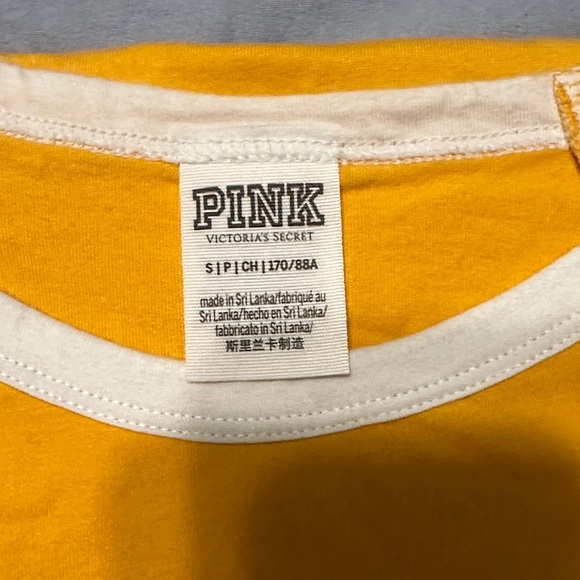 PINK
VICTORIA'S SECRET
S | P | CH | 170/88A
made in Sri Lanka/fabriqué au
Sri Lanka/hecho en Sri Lanka/
fabbricato in Sri Lanka/
斯里兰卡制造